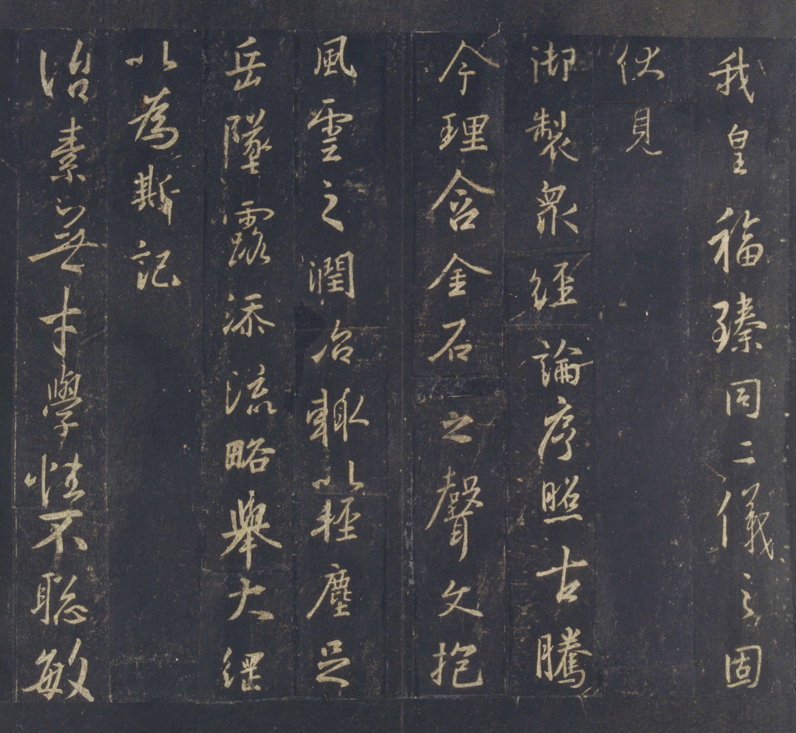 我皇福臻同二儀之固
伏見
御製衆經論序照古騰
今理含金石之聲文抱
風雲之潤治輒以輕塵足
岳墜露添流略舉大綱
以為斯記
治素無才學性不聰敏